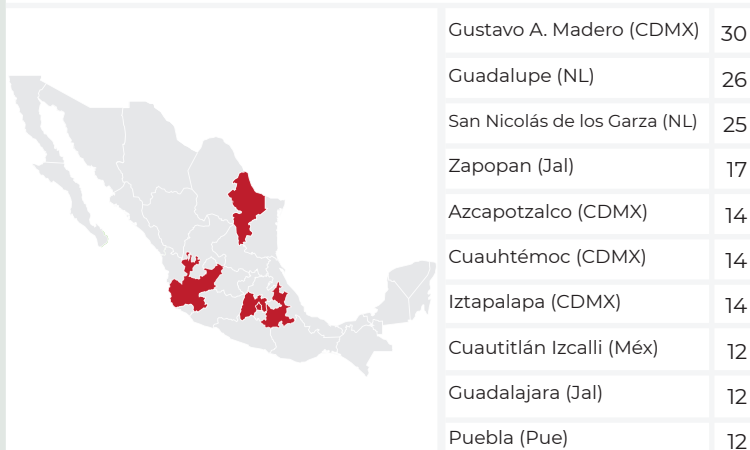 Gustavo A. Madero (CDMX) 30
Guadalupe (NL) 26
San Nicolás de los Garza (NL) 25
Zapopan (Jal) 17
Azcapotzalco (CDMX) 14
Cuauhtémoc (CDMX) 14
Iztapalapa (CDMX) 14
Cuautitlán Izcalli (Méx) 12
Guadalajara (Jal) 12
Puebla (Pue) 12